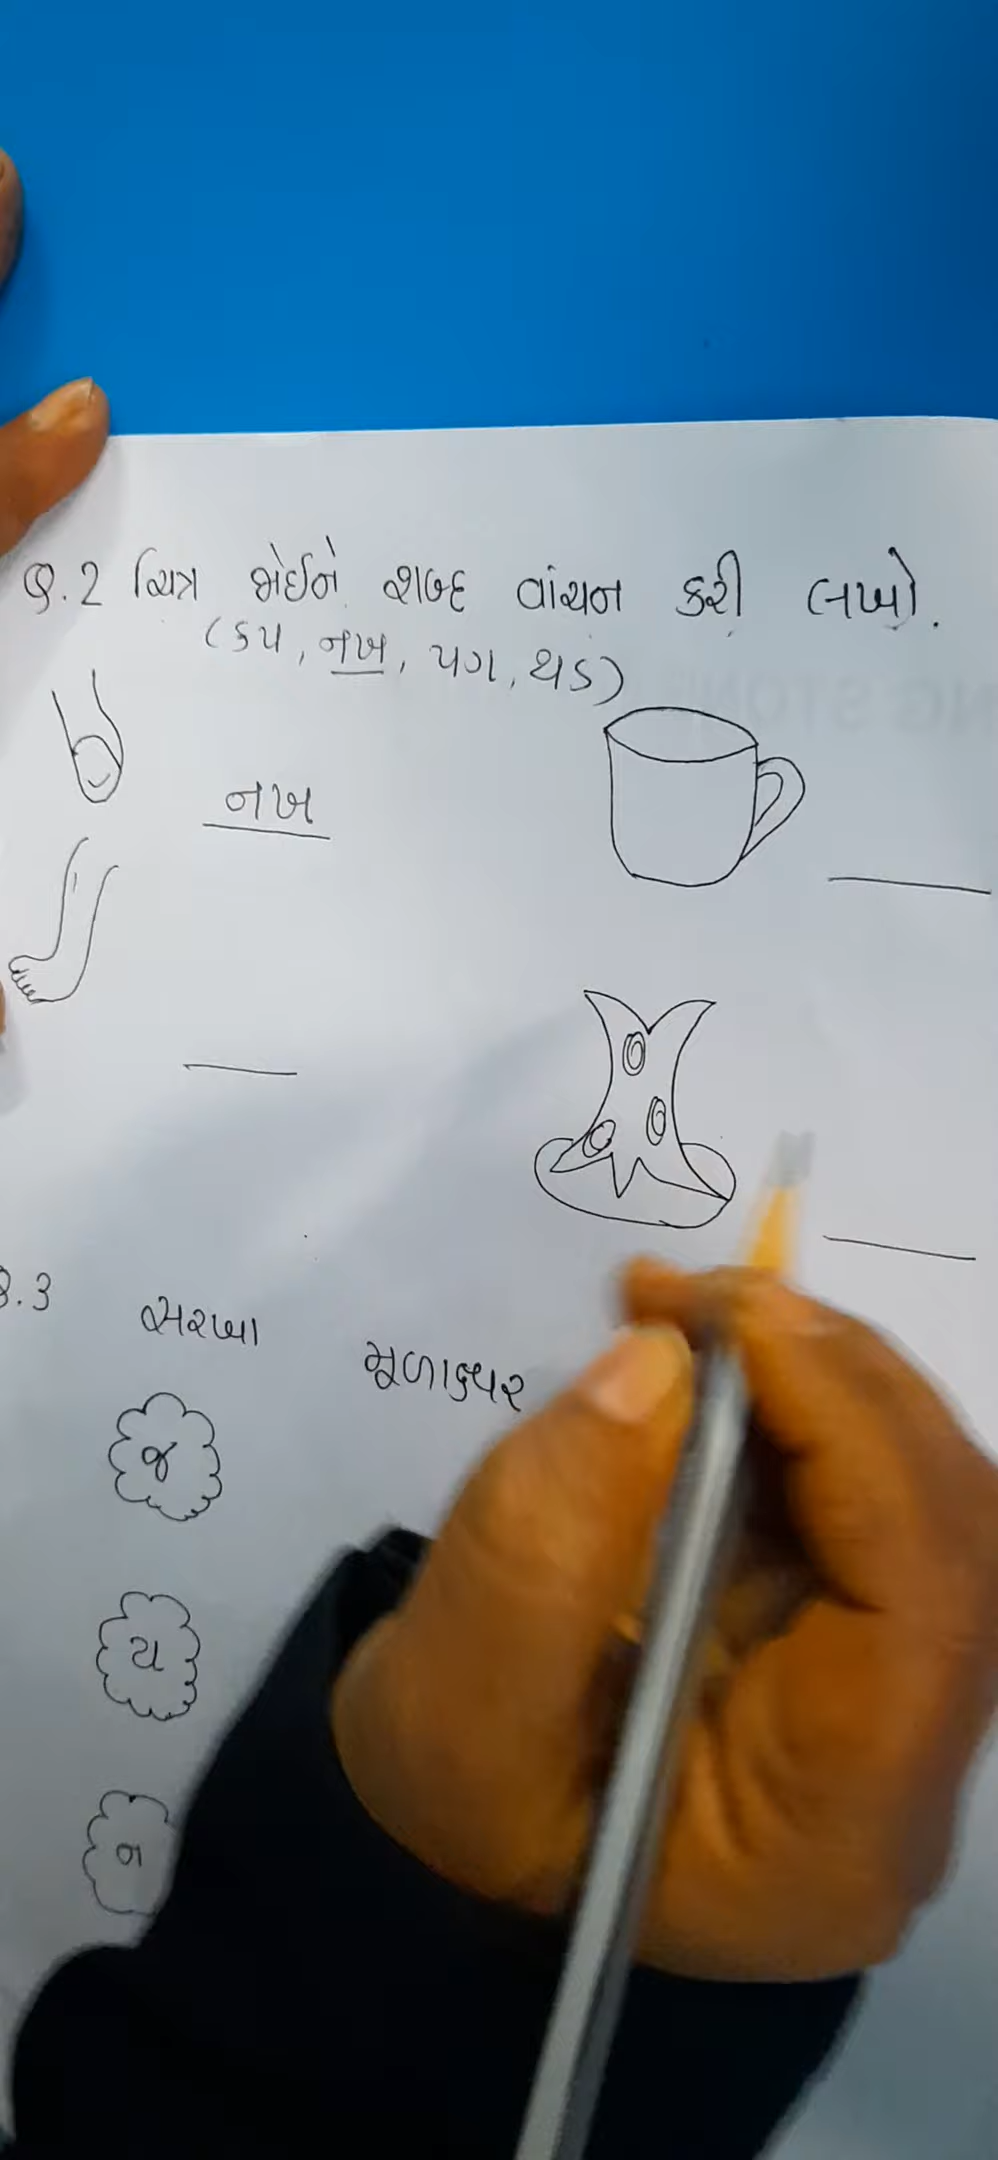 Q.2 ચિત્ર જોઈને શબ્દ વાંચન કરી લખો.
(કપ, નખ, પગ, થડ)
નખ
.3 સરખા મૂળાક્ષર
જ
ય
ન